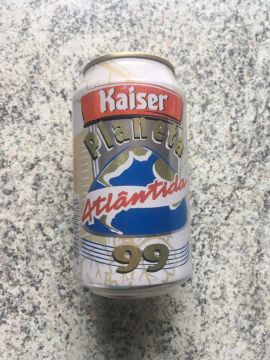 Kaiser
Planeta
Atlântida
99